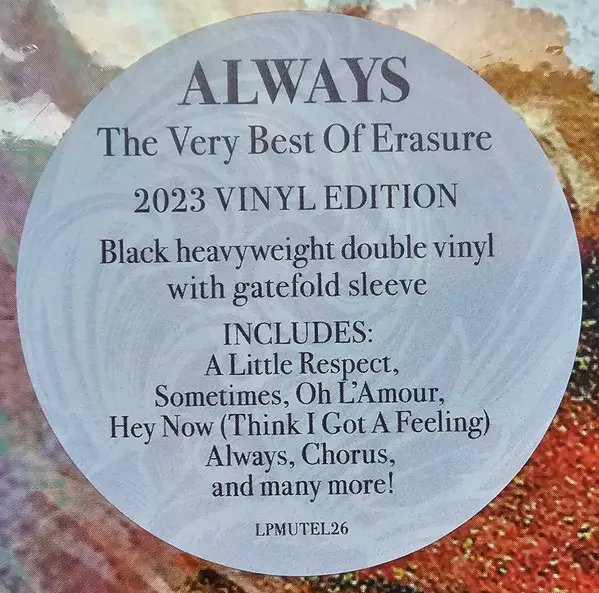 ALWAYS
The Very Best Of Erasure
2023 VINYL EDITION
Black heavyweight double vinyl
with gatefold sleeve
INCLUDES:
A Little Respect,
Sometimes, Oh L'Amour,
Hey Now (Think I Got A Feeling)
Always, Chorus,
and many more!
LPMUTEL26